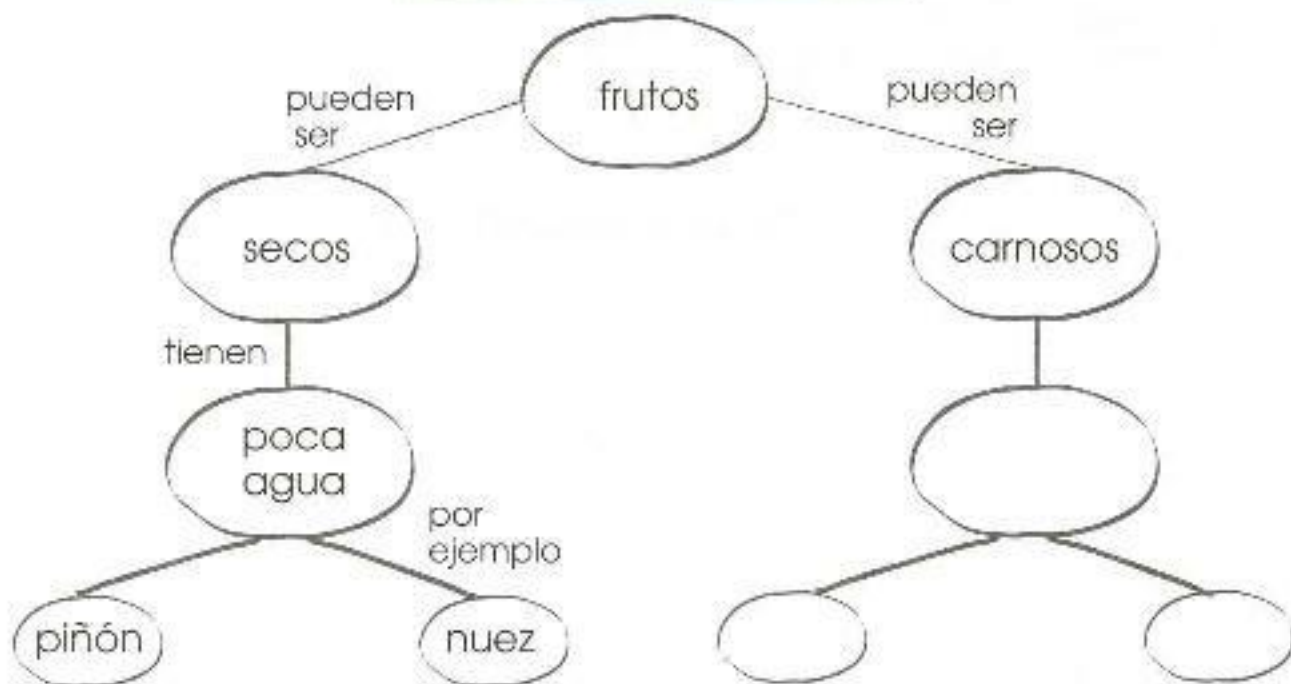 frutos
pueden
ser
pueden
ser
secos
carnosos
tienen
poca
agua
por
ejemplo
piñón
nuez